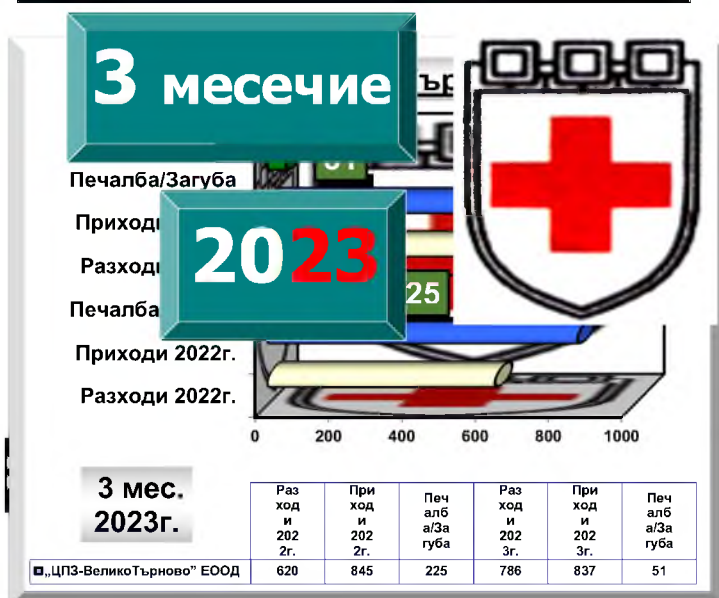 3 месечие
ър
51
Печалба/Загуба
Приходи
2023
Разходи
25
Печалба
Приходи 2022г.
Разходи 2022г.
0 200 400 600 800 1000
3 мес.
2023г.
Раз
ход
и
202
2г.
При
ход
и
202
2г.
Печ
алб
а/За
губа
Раз
ход
и
202
3г.
При
ход
и
202
3г.
Печ
алб
а/За
губа
„ЦПЗ-ВеликоТърново” ЕООД 620 845 225 786 837 51